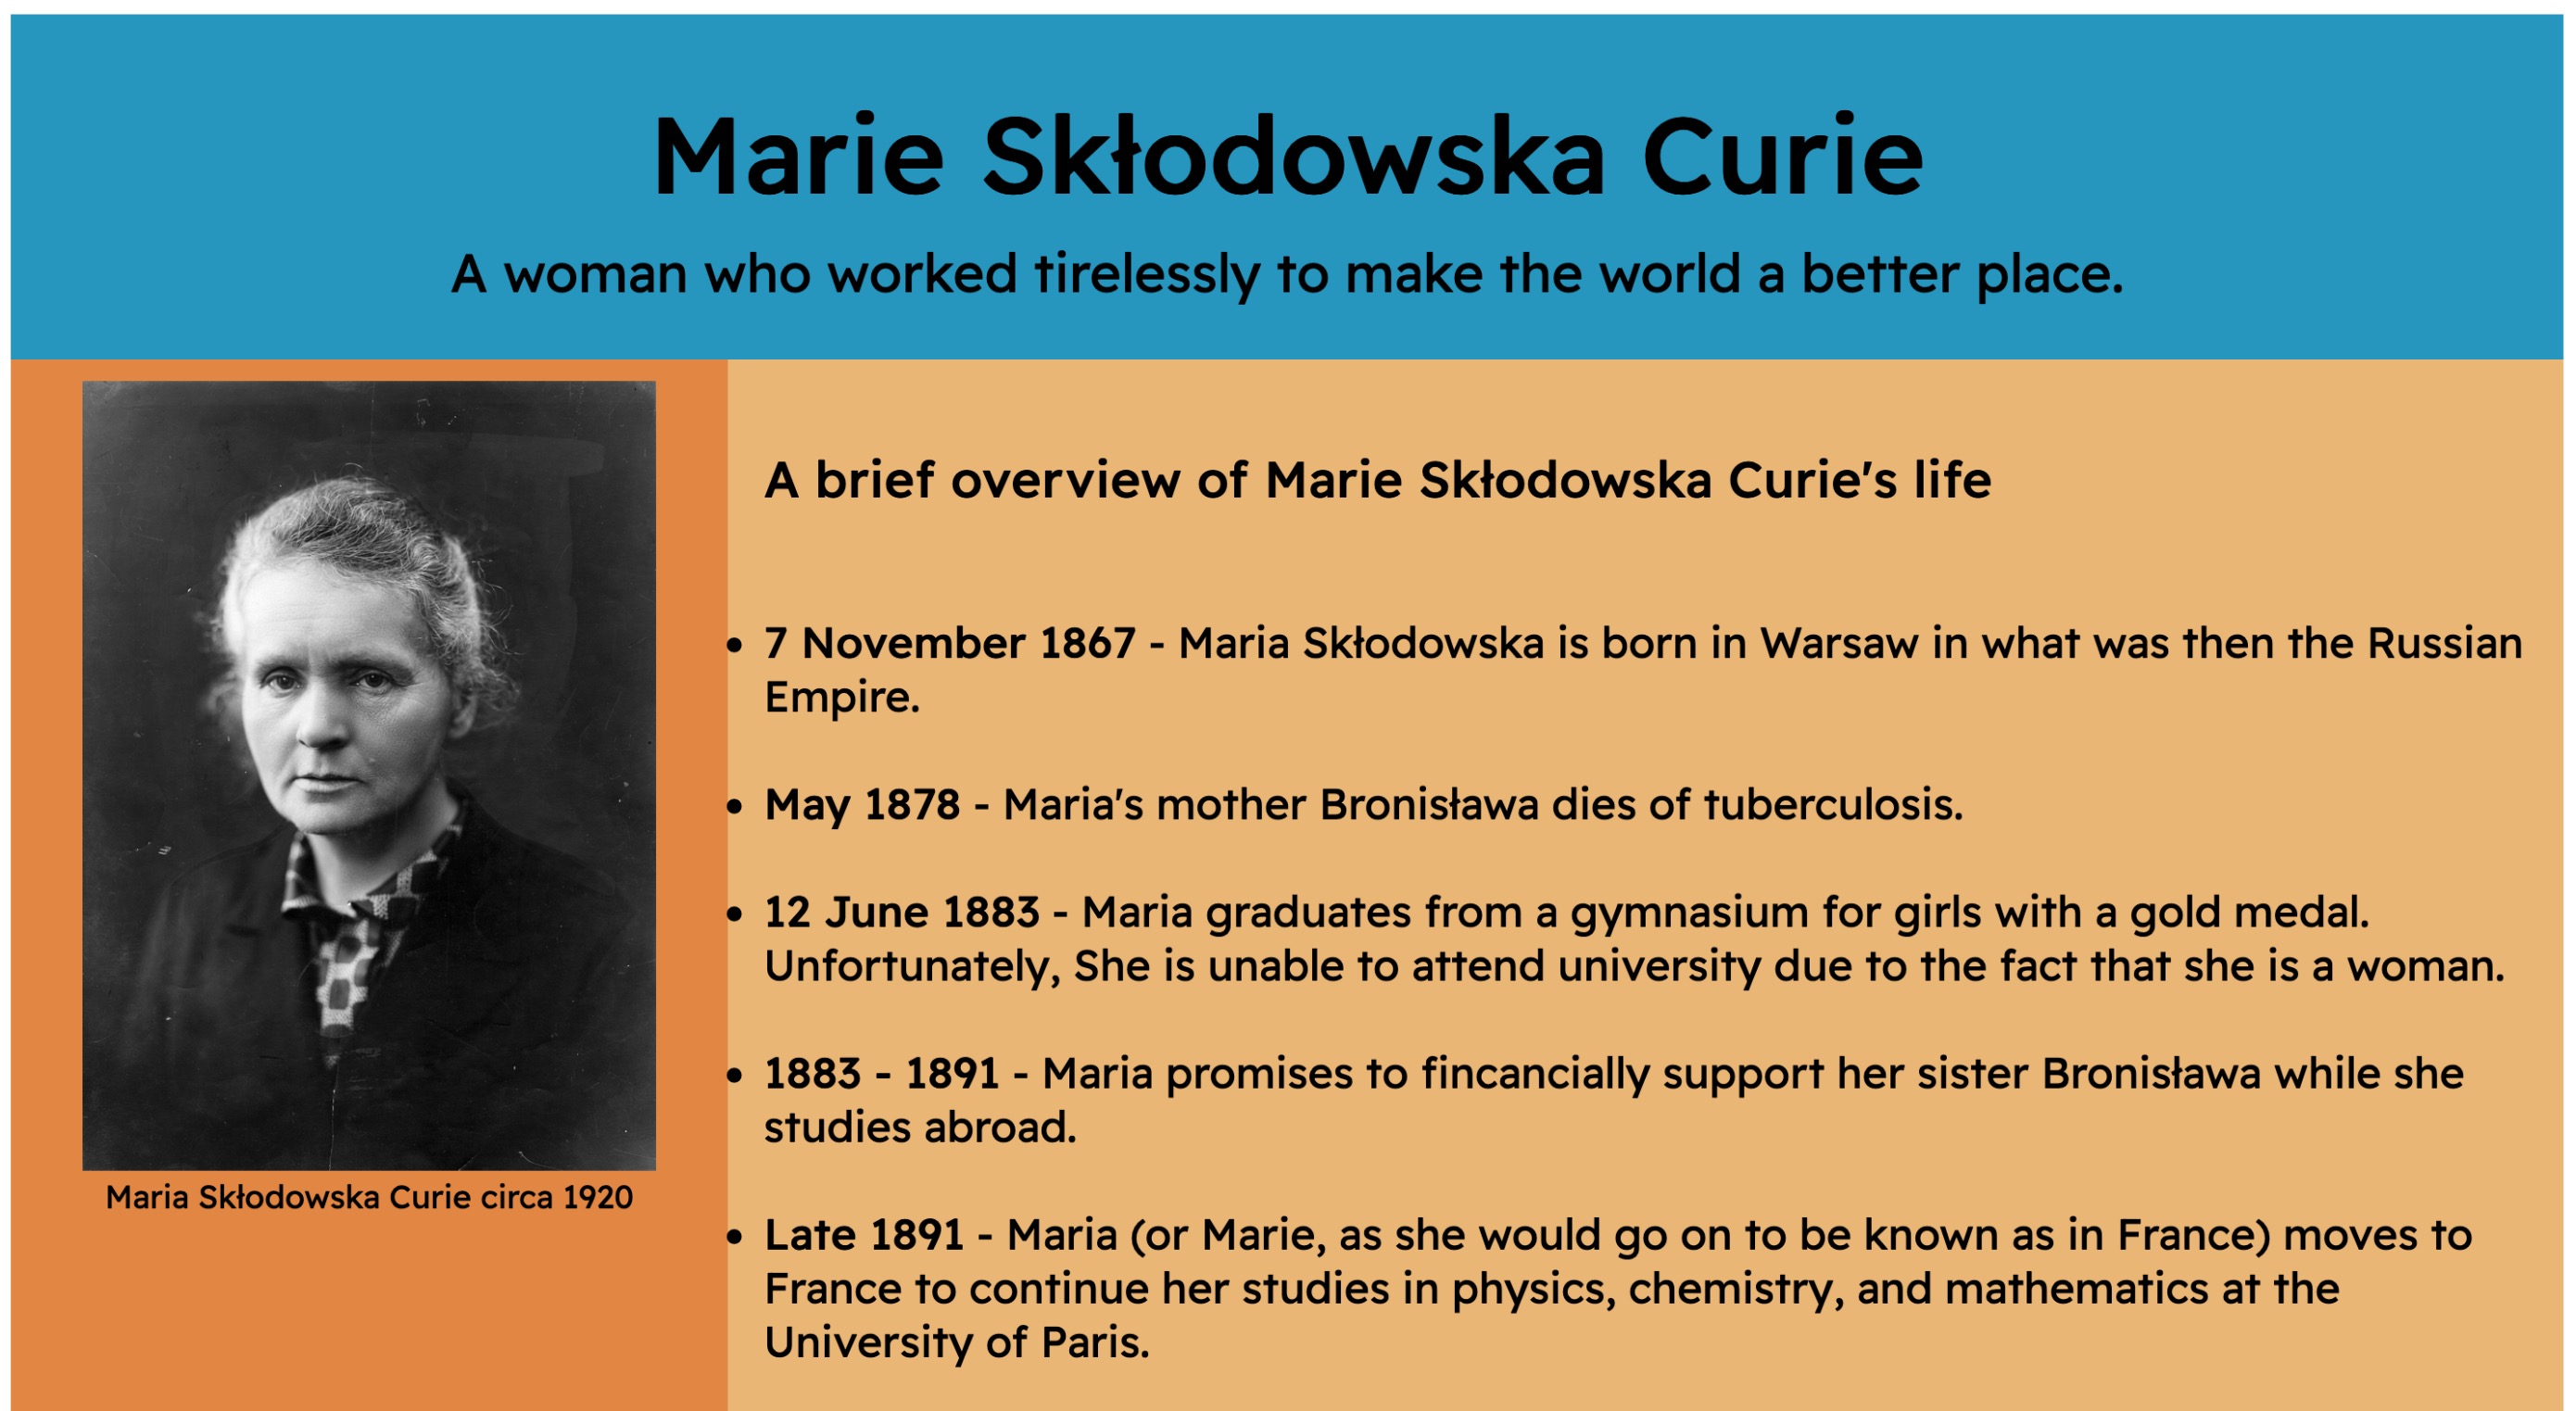 Marie Skłodowska Curie
A woman who worked tirelessly to make the world a better place.
Maria Skłodowska Curie circa 1920
A brief overview of Marie Skłodowska Curie's life
• 7 November 1867 - Maria Skłodowska is born in Warsaw in what was then the Russian
Empire.
• May 1878 - Maria's mother Bronisława dies of tuberculosis.
• 12 June 1883 - Maria graduates from a gymnasium for girls with a gold medal.
Unfortunately, She is unable to attend university due to the fact that she is a woman.
• 1883 - 1891 - Maria promises to fincancially support her sister Bronisława while she
studies abroad.
• Late 1891 - Maria (or Marie, as she would go on to be known as in France) moves to
France to continue her studies in physics, chemistry, and mathematics at the
University of Paris.